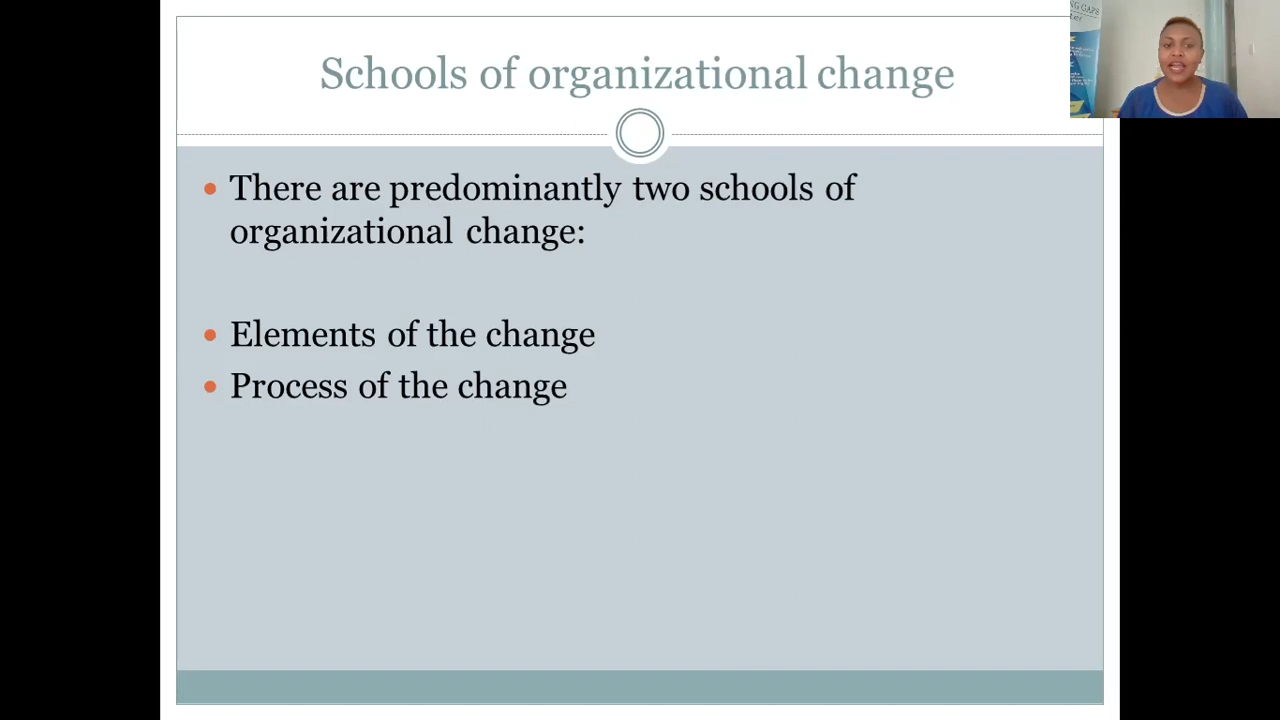 Schools of organizational change
There are predominantly two schools of
organizational change:
Elements of the change
Process of the change